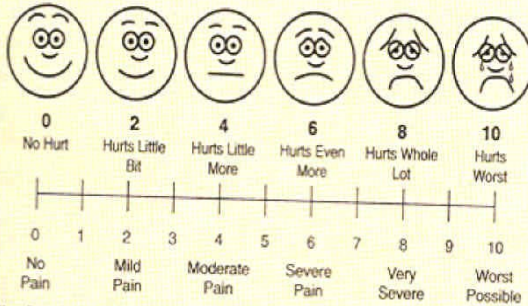 0 2 4 6 8 10
No Hurt Hurts Little Bit Hurts Little More Hurts Even More Hurts Whole Lot Hurts Worst
0 1 2 3 4 5 6 7 8 9 10
No Pain Mild Pain Moderate Pain Severe Pain Very Severe Worst Possible